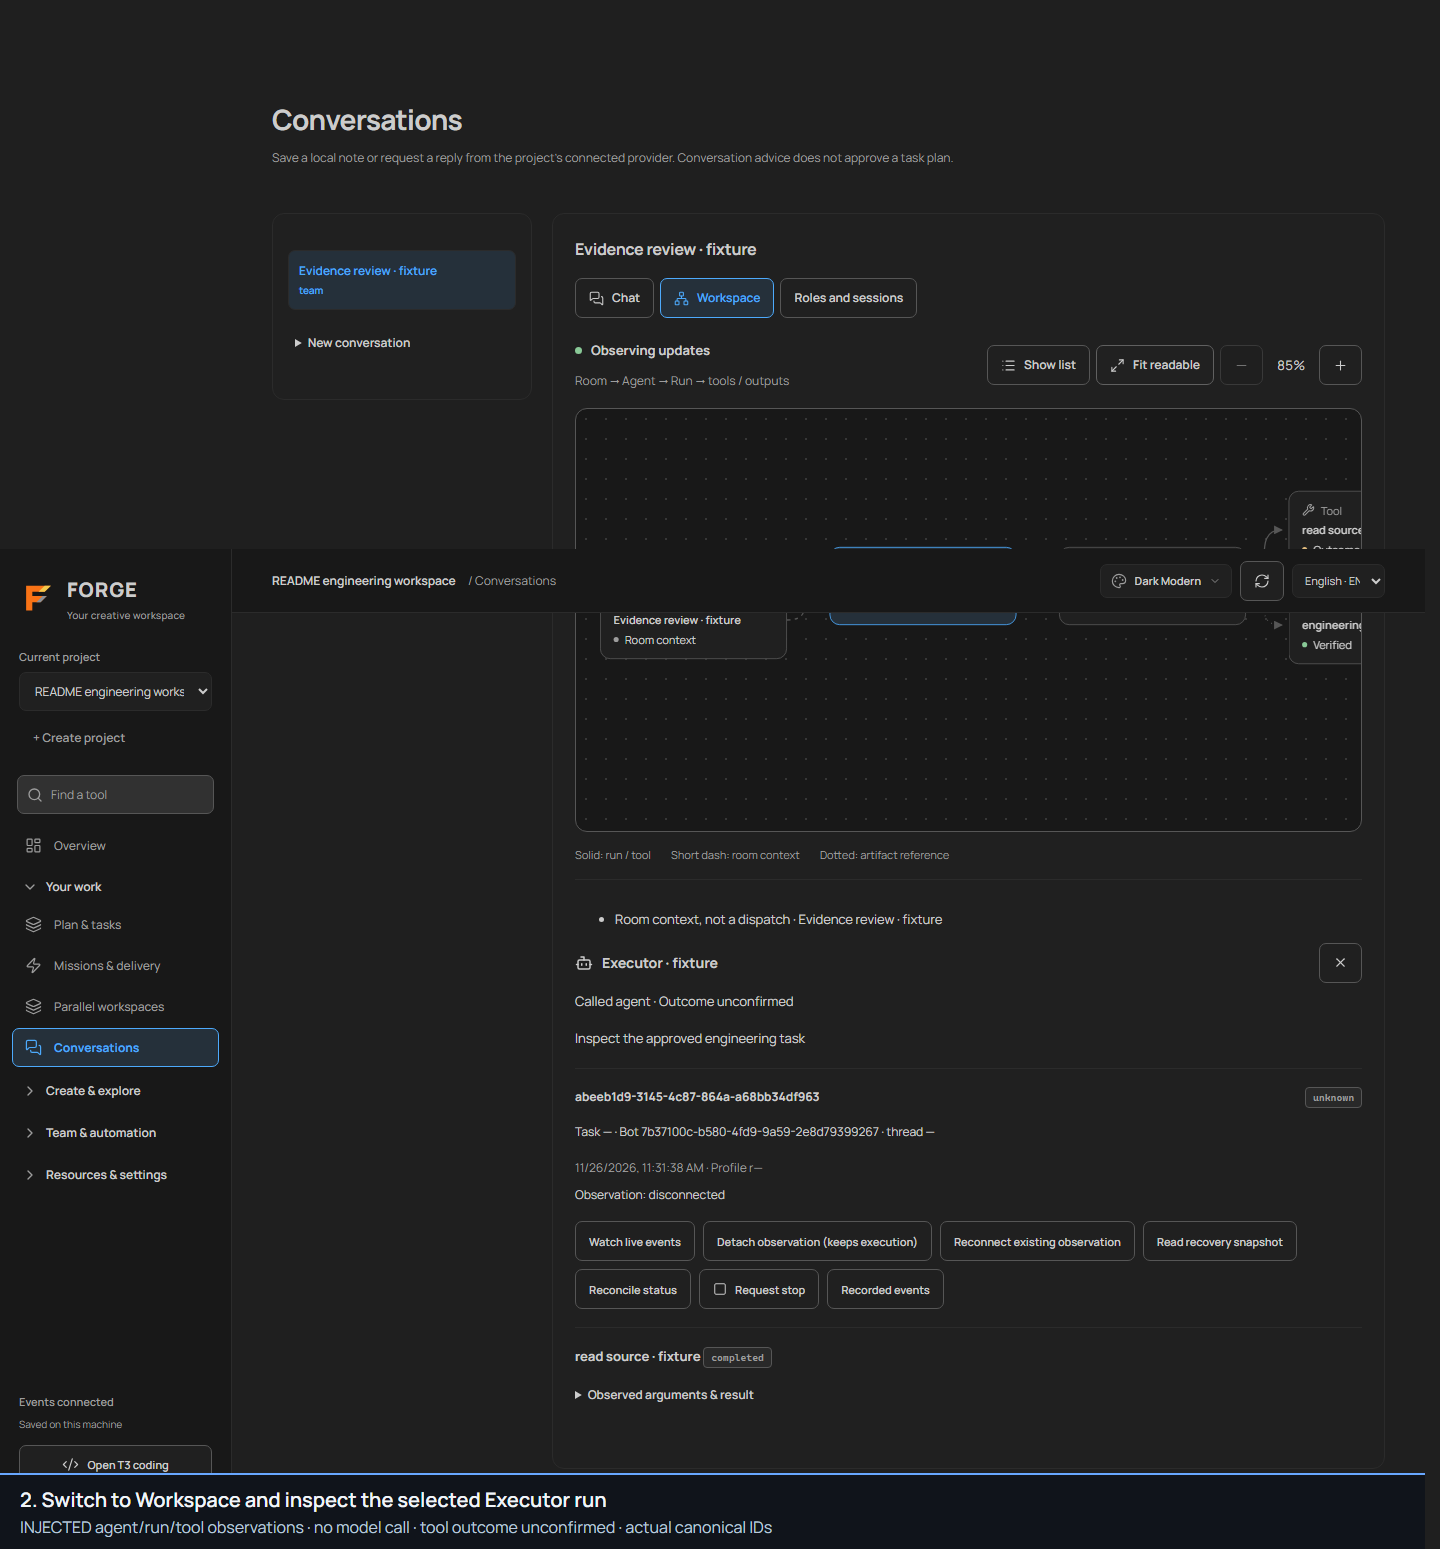 Conversations
Save a local note or request a reply from the project's connected provider. Conversation advice does not approve a task plan.
Evidence review · fixture
team
New conversation
Evidence review · fixture
Chat
Workspace
Roles and sessions
Observing updates
Room → Agent → Run → tools / outputs
Show list
Fit readable
85%
Tool
read source
FORGE
Your creative workspace
README engineering workspace / Conversations
Dark Modern
English · EN
Evidence review · fixture
Room context
engineering
Verified
Current project
README engineering works
+ Create project
Find a tool
Overview
Your work
Plan & tasks
Missions & delivery
Parallel workspaces
Conversations
Create & explore
Team & automation
Resources & settings
Events connected
Saved on this machine
Open T3 coding
Solid: run / tool
Short dash: room context
Dotted: artifact reference
Room context, not a dispatch · Evidence review · fixture
Executor · fixture
Called agent · Outcome unconfirmed
Inspect the approved engineering task
abeeb1d9-3145-4c87-864a-a68bb34df963
unknown
Task — · Bot 7b37100c-b580-4fd9-9a59-2e8d79399267 · thread —
11/26/2026, 11:31:38 AM · Profile r—
Observation: disconnected
Watch live events
Detach observation (keeps execution)
Reconnect existing observation
Read recovery snapshot
Reconcile status
Request stop
Recorded events
read source · fixture
completed
Observed arguments & result
2. Switch to Workspace and inspect the selected Executor run
INJECTED agent/run/tool observations · no model call · tool outcome unconfirmed · actual canonical IDs